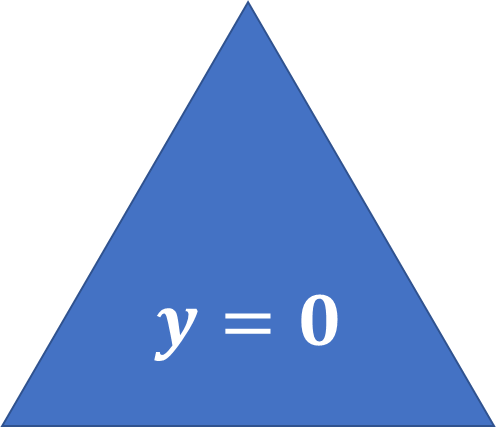 y = 0